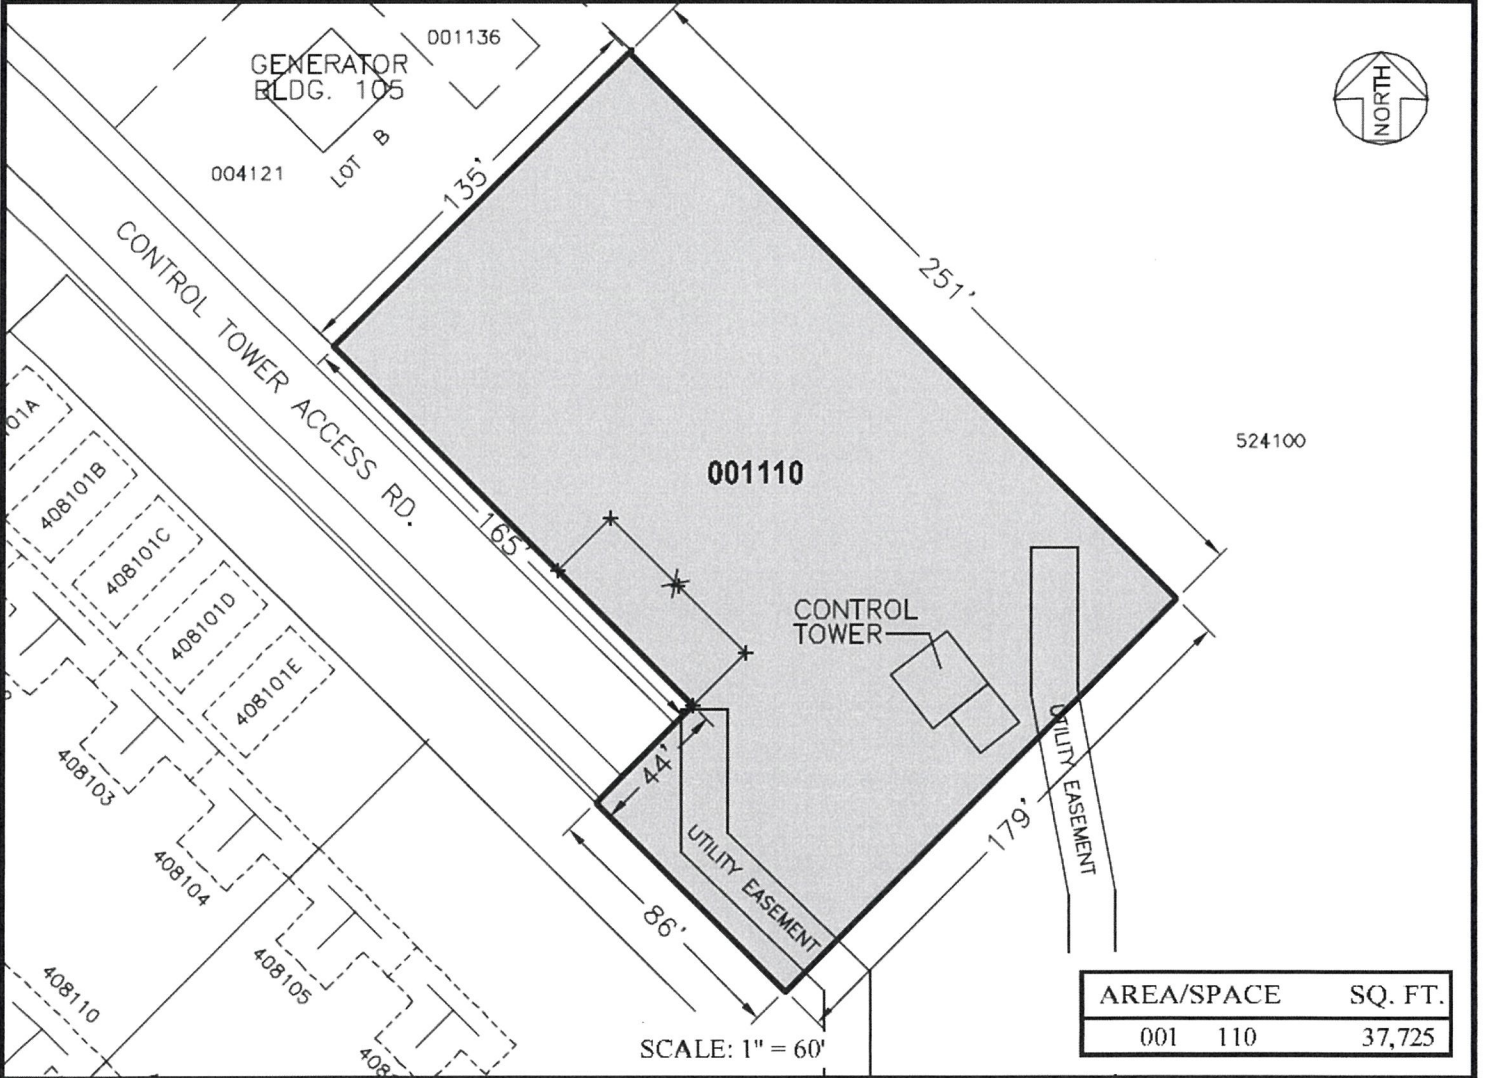 001136
GENERATOR
BLDG. 105
LOT B
004121
NORTH
135'
251'
CONTROL TOWER ACCESS RD.
165'
001110
524100
CONTROL
TOWER
408101B
408101C
408101D
408101E
44'
UTILITY EASEMENT
UTILITY EASEMENT
179'
86'
408103
408104
408105
408110
SCALE: 1" = 60'
AREA/SPACE SQ. FT.
001 110 37,725